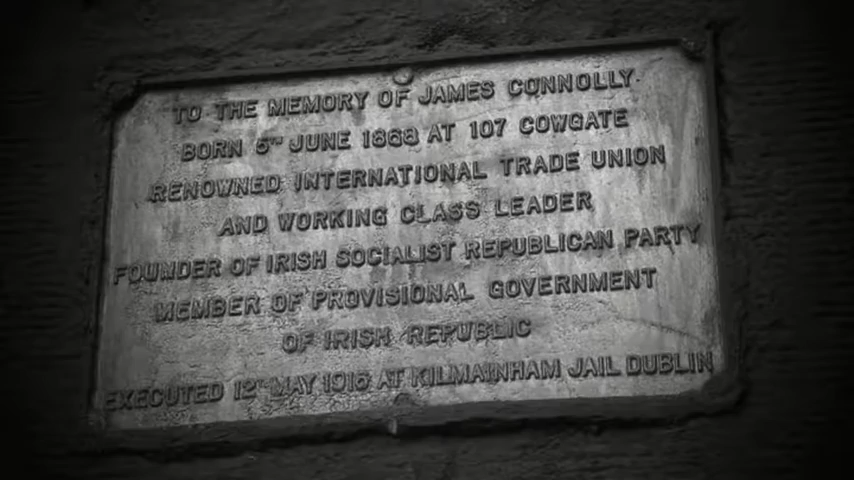 TO THE MEMORY OF JAMES CONNOLLY.
BORN 5TH JUNE 1868 AT 107 COWGATE
RENOWNED INTERNATIONAL TRADE UNION
AND WORKING CLASS LEADER
FOUNDER OF IRISH SOCIALIST REPUBLICAN PARTY
MEMBER OF PROVISIONAL GOVERNMENT
OF IRISH REPUBLIC
EXECUTED 12TH MAY 1916 AT KILMAINHAM JAIL DUBLIN